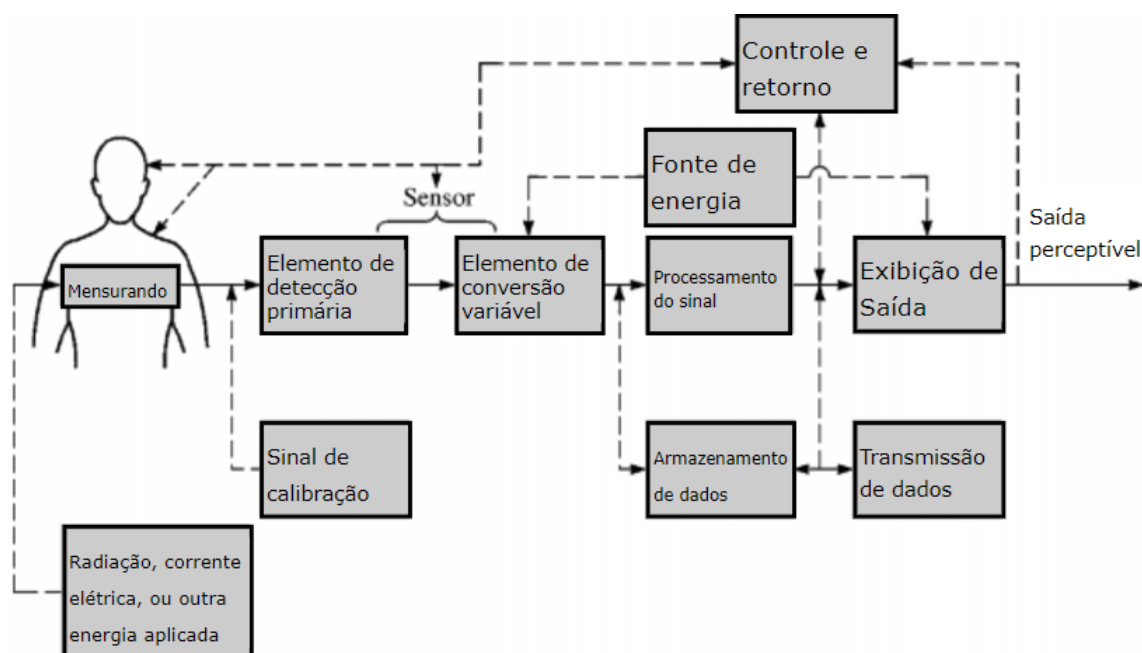 Controle e
retorno
Fonte de
energia
Sensor
Saída
perceptível
Mensurando
Elemento de
detecção
primária
Elemento de
conversão
variável
Processamento
do sinal
Exibição de
Saída
Sinal de
calibração
Armazenamento
de dados
Transmissão
de dados
Radiação, corrente
elétrica, ou outra
energia aplicada